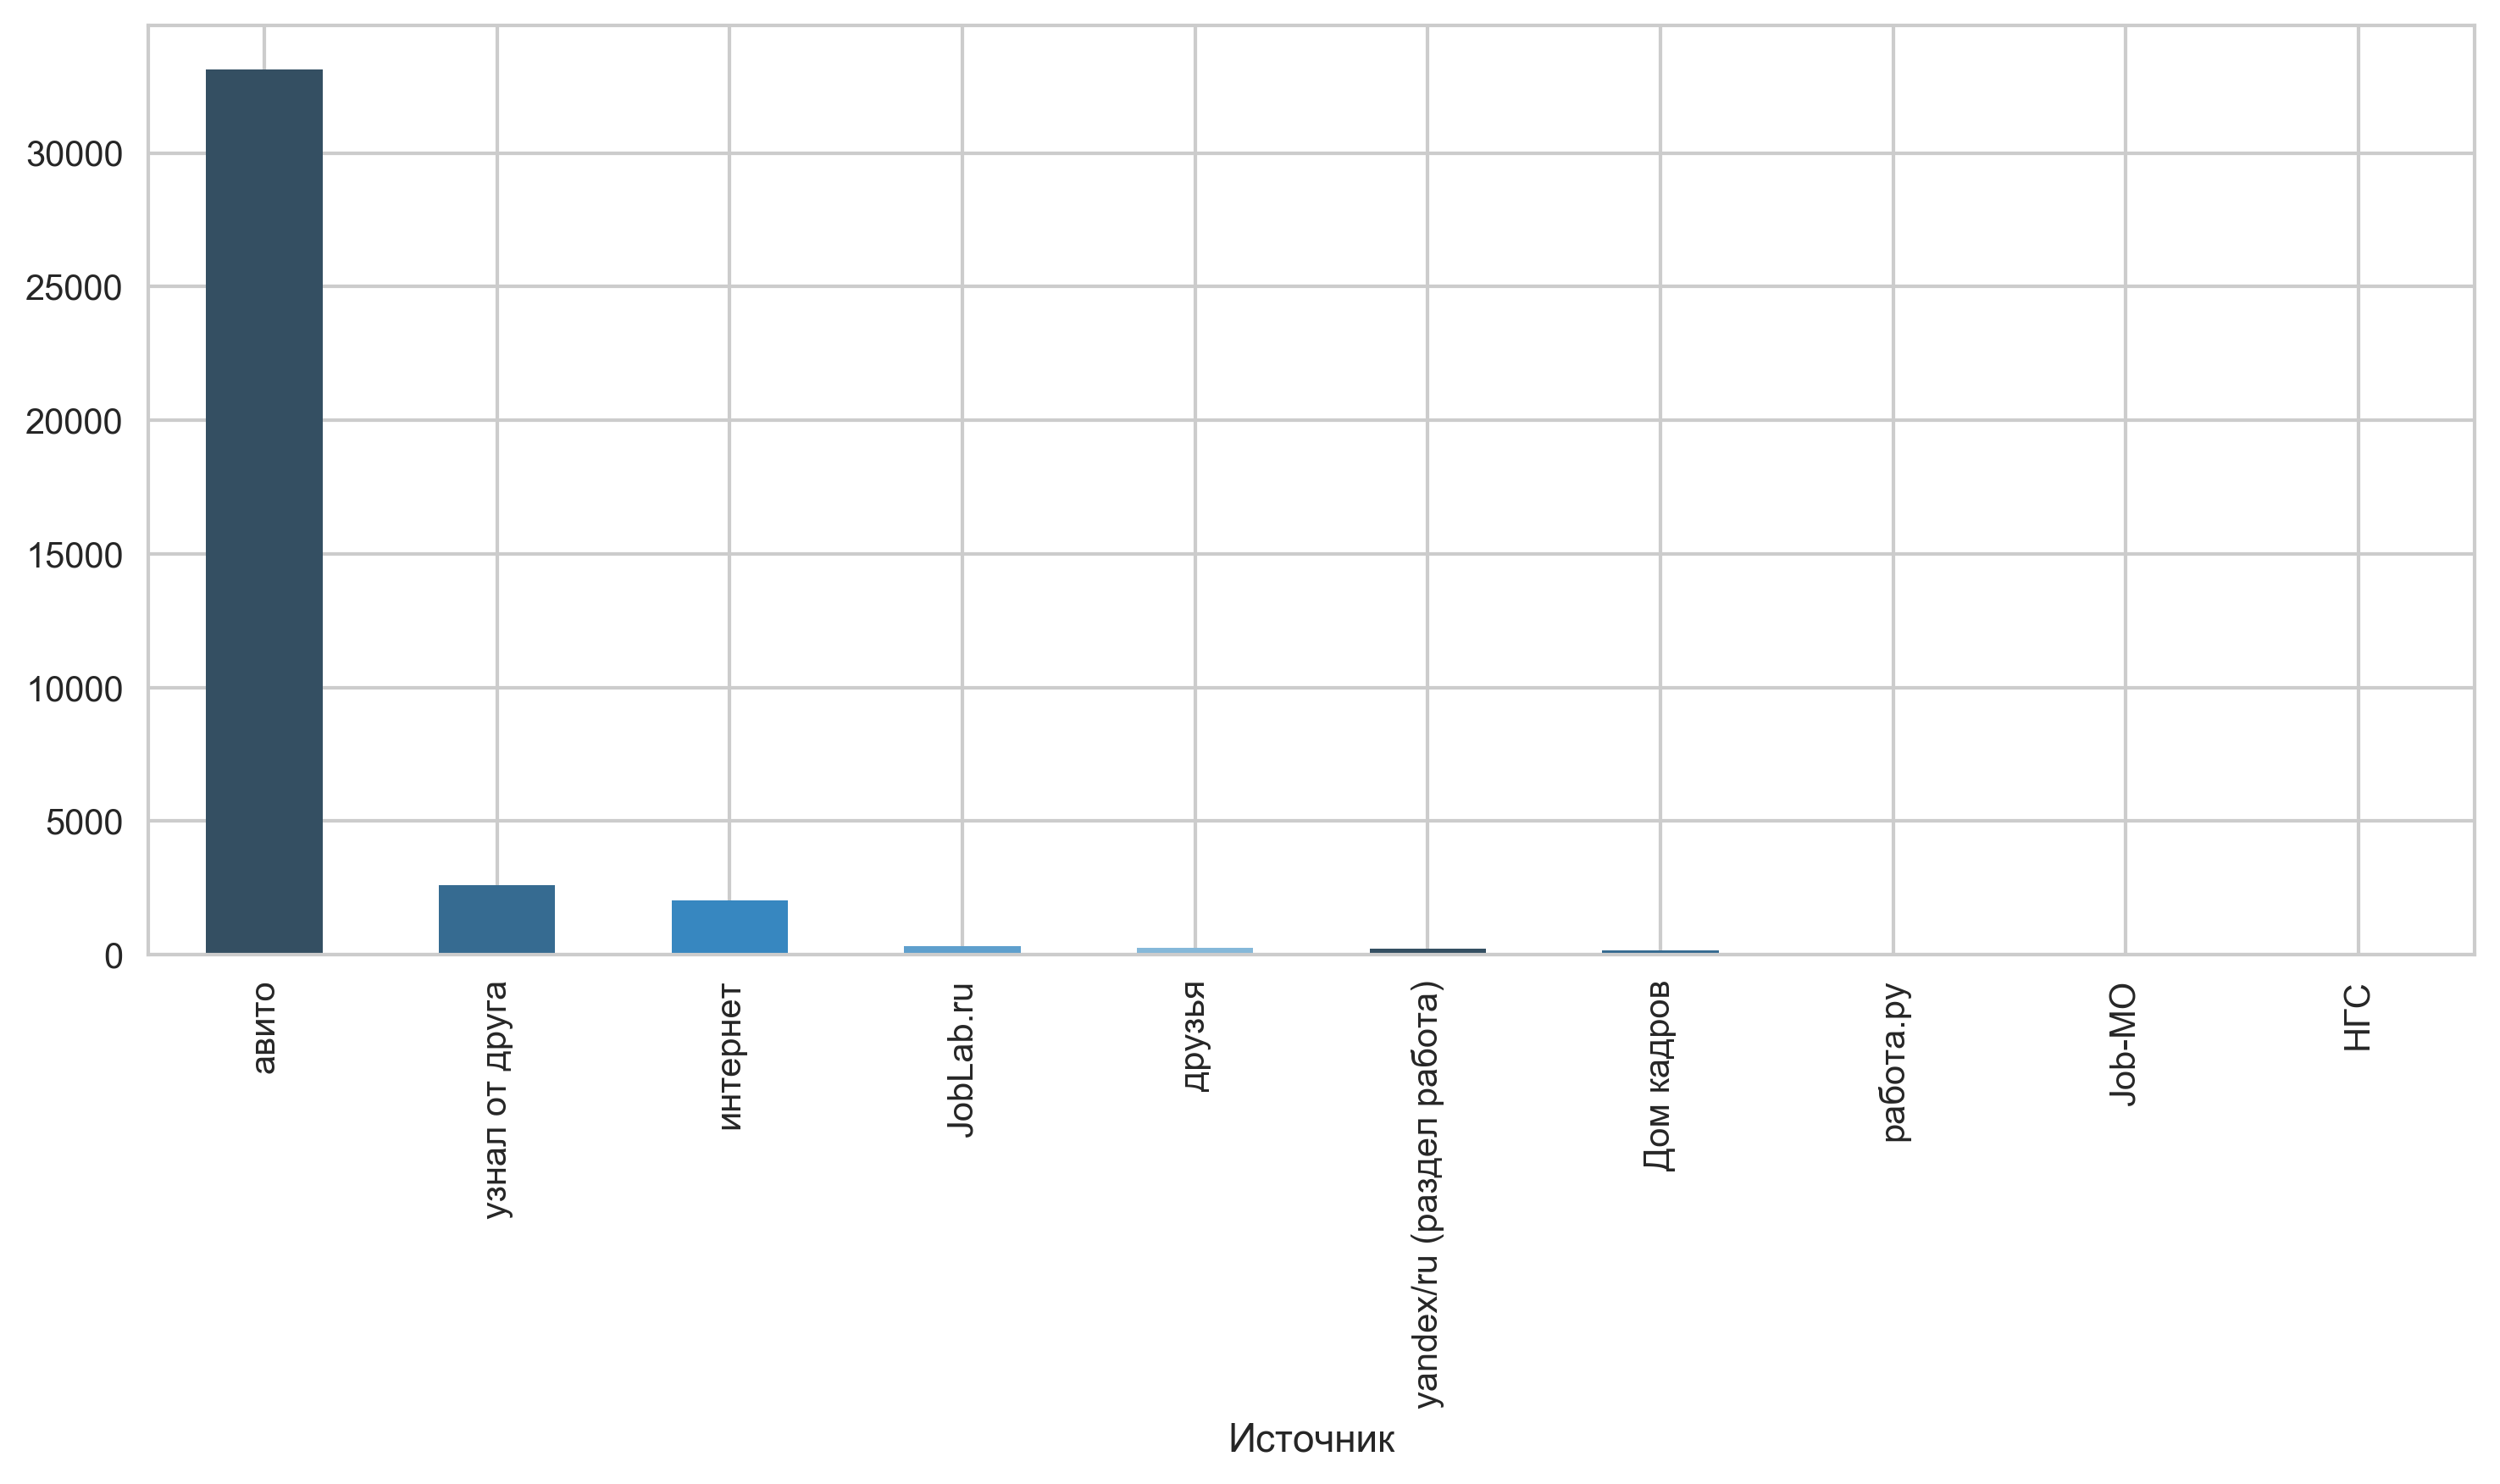 30000
25000
20000
15000
10000
5000
0
авито
узнал от друга
интернет
JobLab.ru
друзья
yandex/ru (раздел работа)
Дом кадров
работа.ру
Job-MO
НГС
Источник